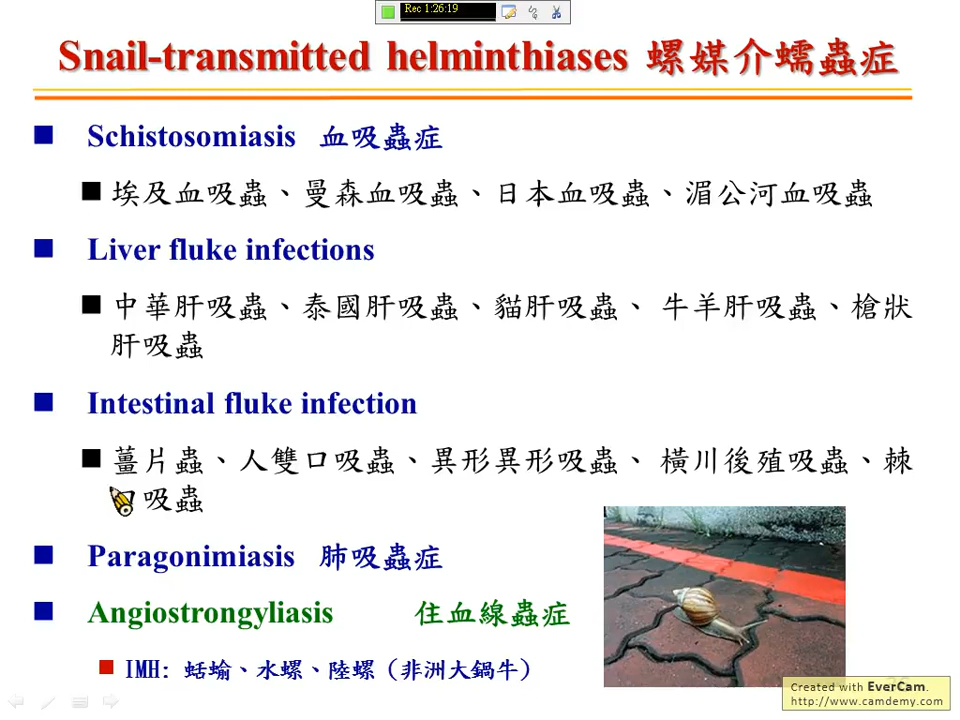 Rec 1:26:19
Snail-transmitted helminthiases 螺媒介蠕蟲症
Schistosomiasis 血吸蟲症
埃及血吸蟲、曼森血吸蟲、日本血吸蟲、湄公河血吸蟲
Liver fluke infections
中華肝吸蟲、泰國肝吸蟲、貓肝吸蟲、 牛羊肝吸蟲、槍狀
肝吸蟲
Intestinal fluke infection
薑片蟲、人雙口吸蟲、異形異形吸蟲、 橫川後殖吸蟲、棘
吸蟲
Paragonimiasis 肺吸蟲症
Angiostrongyliasis 住血線蟲症
IMH: 蛞蝓、水螺、陸螺 (非洲大鍋牛)
Created with EverCam.
http://www.camdemy.com